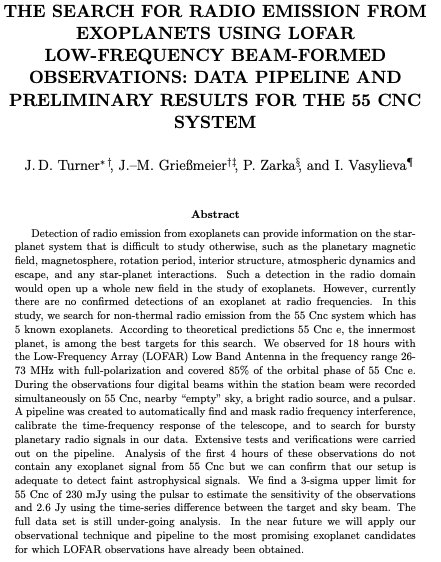 THE SEARCH FOR RADIO EMISSION FROM
EXOPLANETS USING LOFAR
LOW-FREQUENCY BEAM-FORMED
OBSERVATIONS: DATA PIPELINE AND
PRELIMINARY RESULTS FOR THE 55 CNC
SYSTEM
J. D. Turner*†, J.–M. Grießmeier†‡, P. Zarka§, and I. Vasylieva¶
Abstract
Detection of radio emission from exoplanets can provide information on the star-
planet system that is difficult to study otherwise, such as the planetary magnetic
field, magnetosphere, rotation period, interior structure, atmospheric dynamics and
escape, and any star-planet interactions. Such a detection in the radio domain
would open up a whole new field in the study of exoplanets. However, currently
there are no confirmed detections of an exoplanet at radio frequencies. In this
study, we search for non-thermal radio emission from the 55 Cnc system which has
5 known exoplanets. According to theoretical predictions 55 Cnc e, the innermost
planet, is among the best targets for this search. We observed for 18 hours with
the Low-Frequency Array (LOFAR) Low Band Antenna in the frequency range 26-
73 MHz with full-polarization and covered 85% of the orbital phase of 55 Cnc e.
During the observations four digital beams within the station beam were recorded
simultaneously on 55 Cnc, nearby “empty” sky, a bright radio source, and a pulsar.
A pipeline was created to automatically find and mask radio frequency interference,
calibrate the time-frequency response of the telescope, and to search for bursty
planetary radio signals in our data. Extensive tests and verifications were carried
out on the pipeline. Analysis of the first 4 hours of these observations do not
contain any exoplanet signal from 55 Cnc but we can confirm that our setup is
adequate to detect faint astrophysical signals. We find a 3-sigma upper limit for
55 Cnc of 230 mJy using the pulsar to estimate the sensitivity of the observations
and 2.6 Jy using the time-series difference between the target and sky beam. The
full data set is still under-going analysis. In the near future we will apply our
observational technique and pipeline to the most promising exoplanet candidates
for which LOFAR observations have already been obtained.